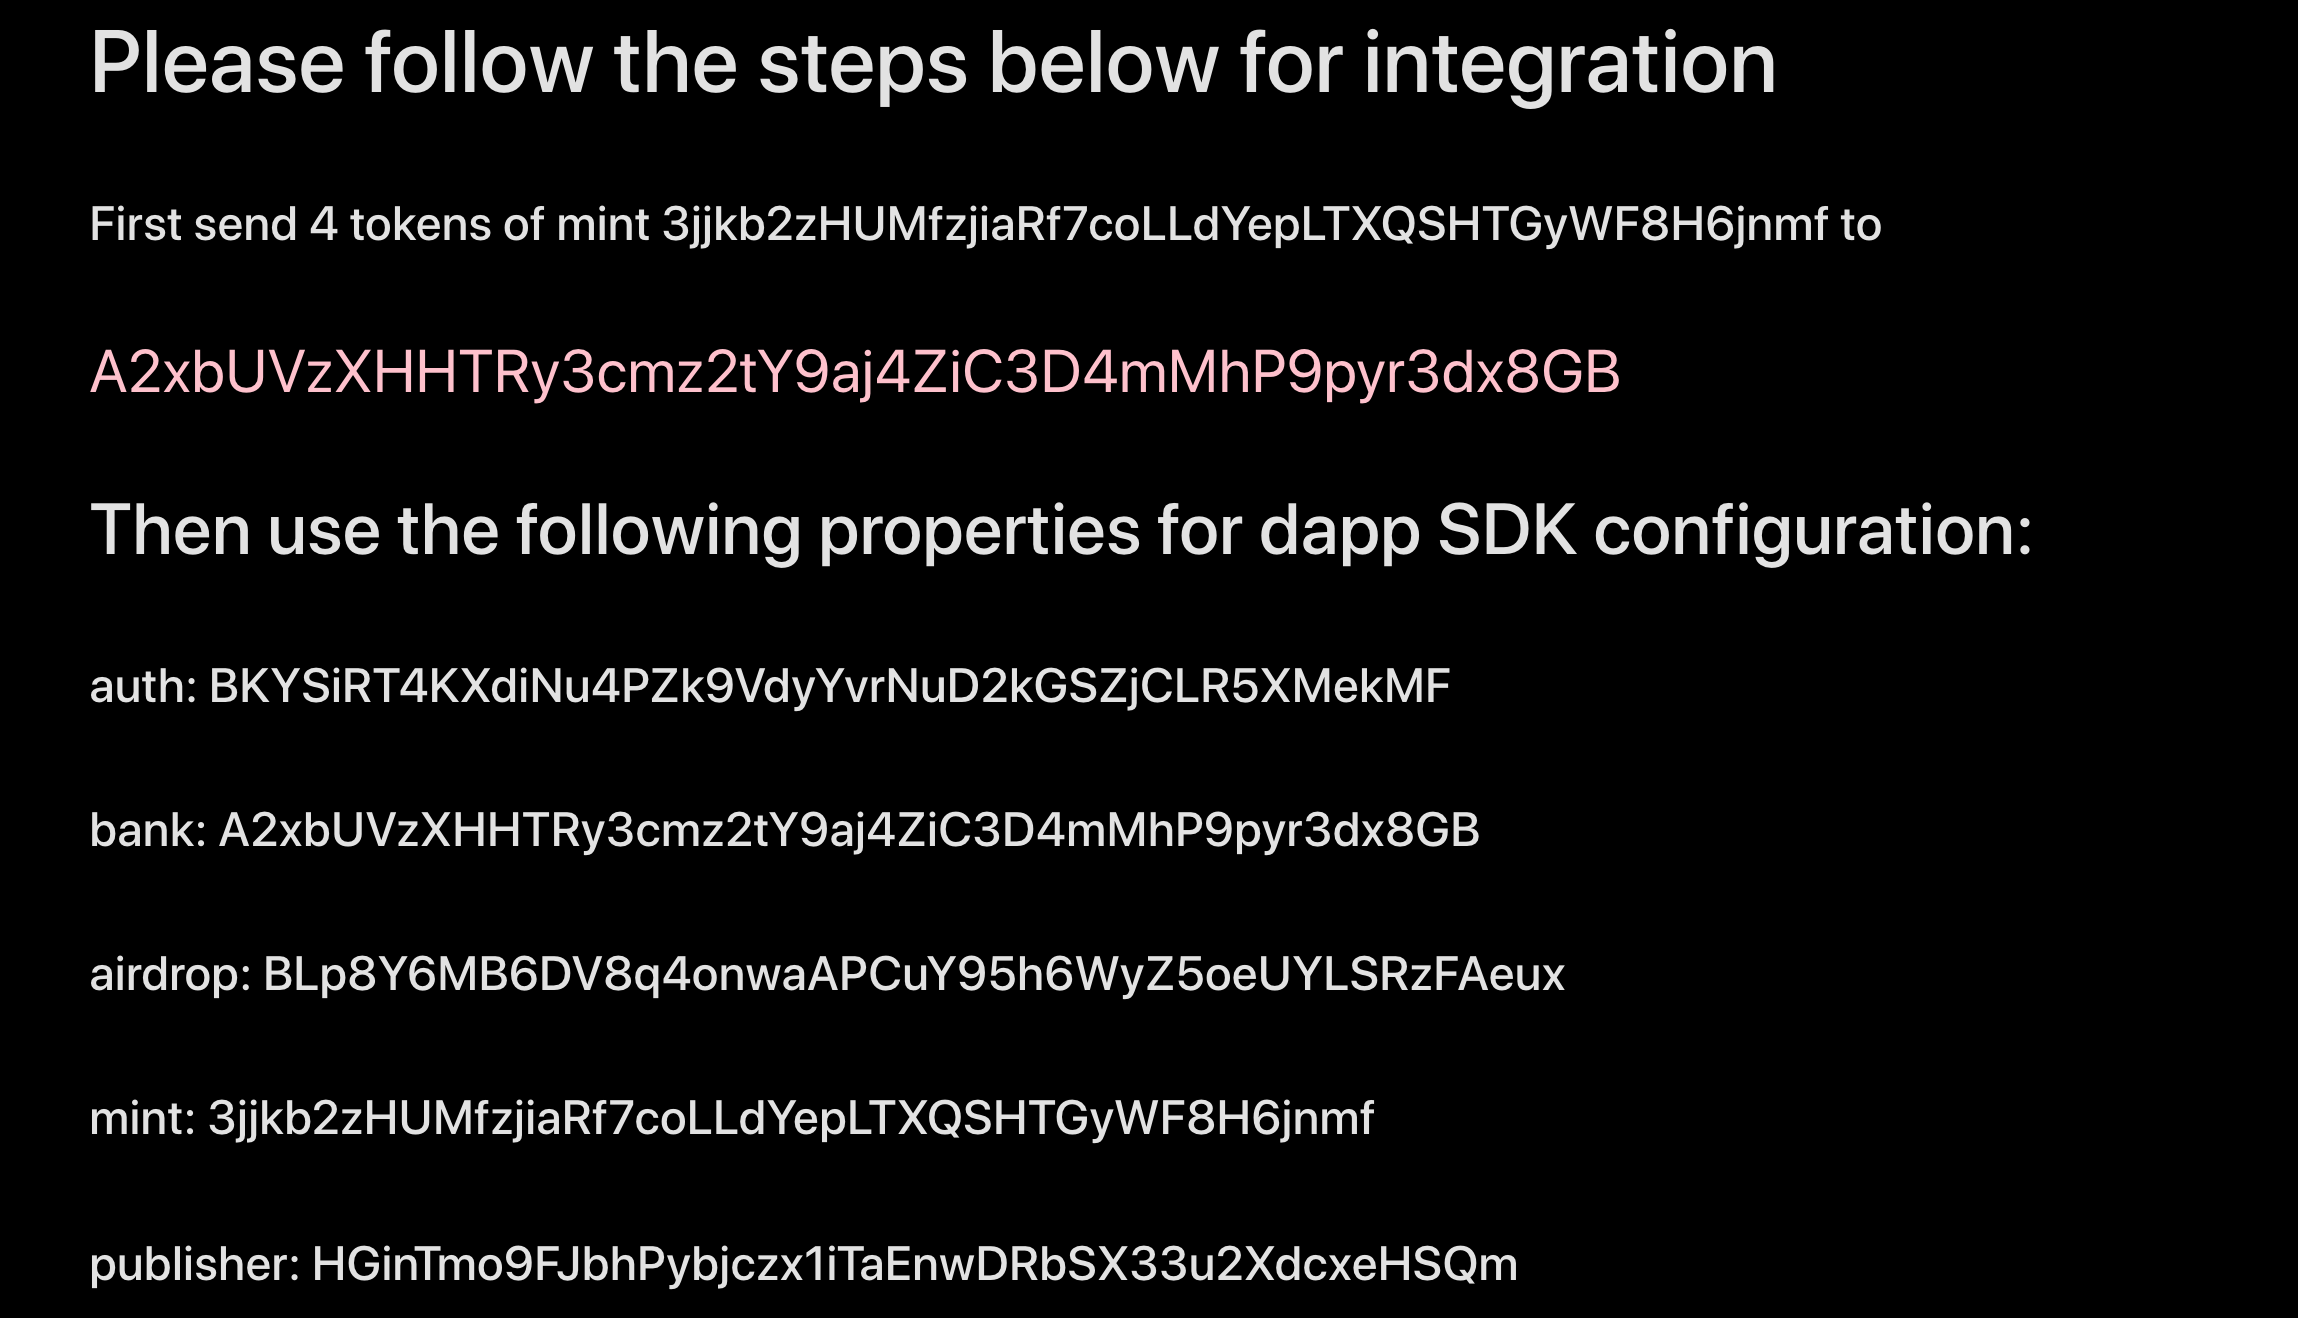 Please follow the steps below for integration
First send 4 tokens of mint 3jjkb2zHUMfzjiaRf7coLLdYepLTXQSHTGyWF8H6jnmf to
A2xbUVzXHHTRy3cmz2tY9aj4ZiC3D4mMhP9pyr3dx8GB
Then use the following properties for dapp SDK configuration:
auth: BKYSiRT4KXdiNu4PZk9VdyYvrNuD2kGSZjCLR5XMekMF
bank: A2xbUVzXHHTRy3cmz2tY9aj4ZiC3D4mMhP9pyr3dx8GB
airdrop: BLp8Y6MB6DV8q4onwaAPCuY95h6WyZ5oeUYLSRzFAeux
mint: 3jjkb2zHUMfzjiaRf7coLLdYepLTXQSHTGyWF8H6jnmf
publisher: HGinTmo9FJbhPybjczx1iTaEnwDRbSX33u2XdcxeHSQm